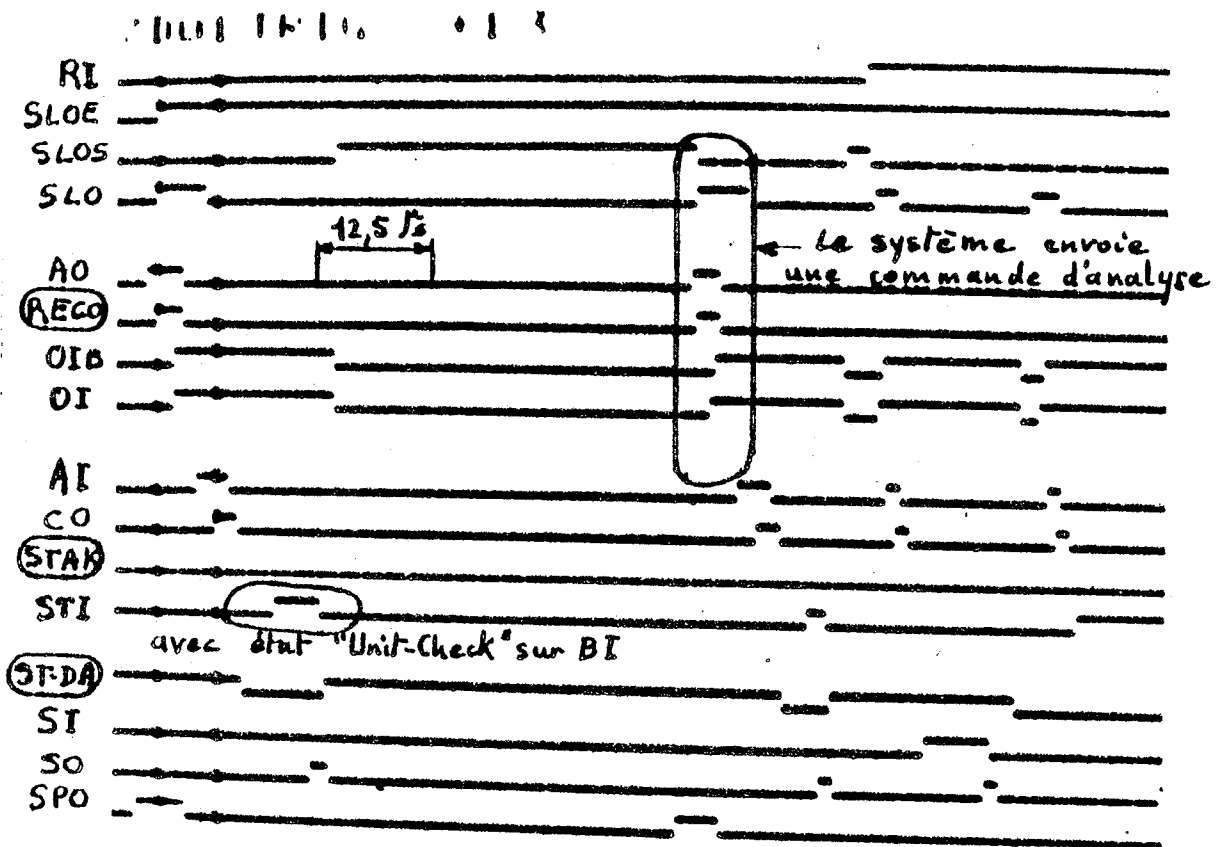 RI
SLOE
SLOS
SLO
12,5 µs
← Le système envoie
une commande d'analyse
AO
RECO
OIB
OI
AI
CO
STAK
STI
avec état "Unit-Check" sur BI
ST-DA
SI
SO
SPO